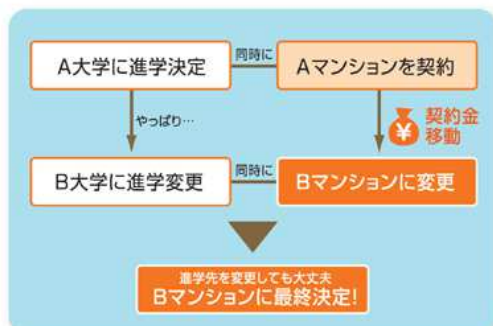 A大学に進学決定
同時に
Aマンションを契約
やっぱり…
¥
契約金
移動
B大学に進学変更
同時に
Bマンションに変更
進学先を変更しても大丈夫
Bマンションに最終決定!